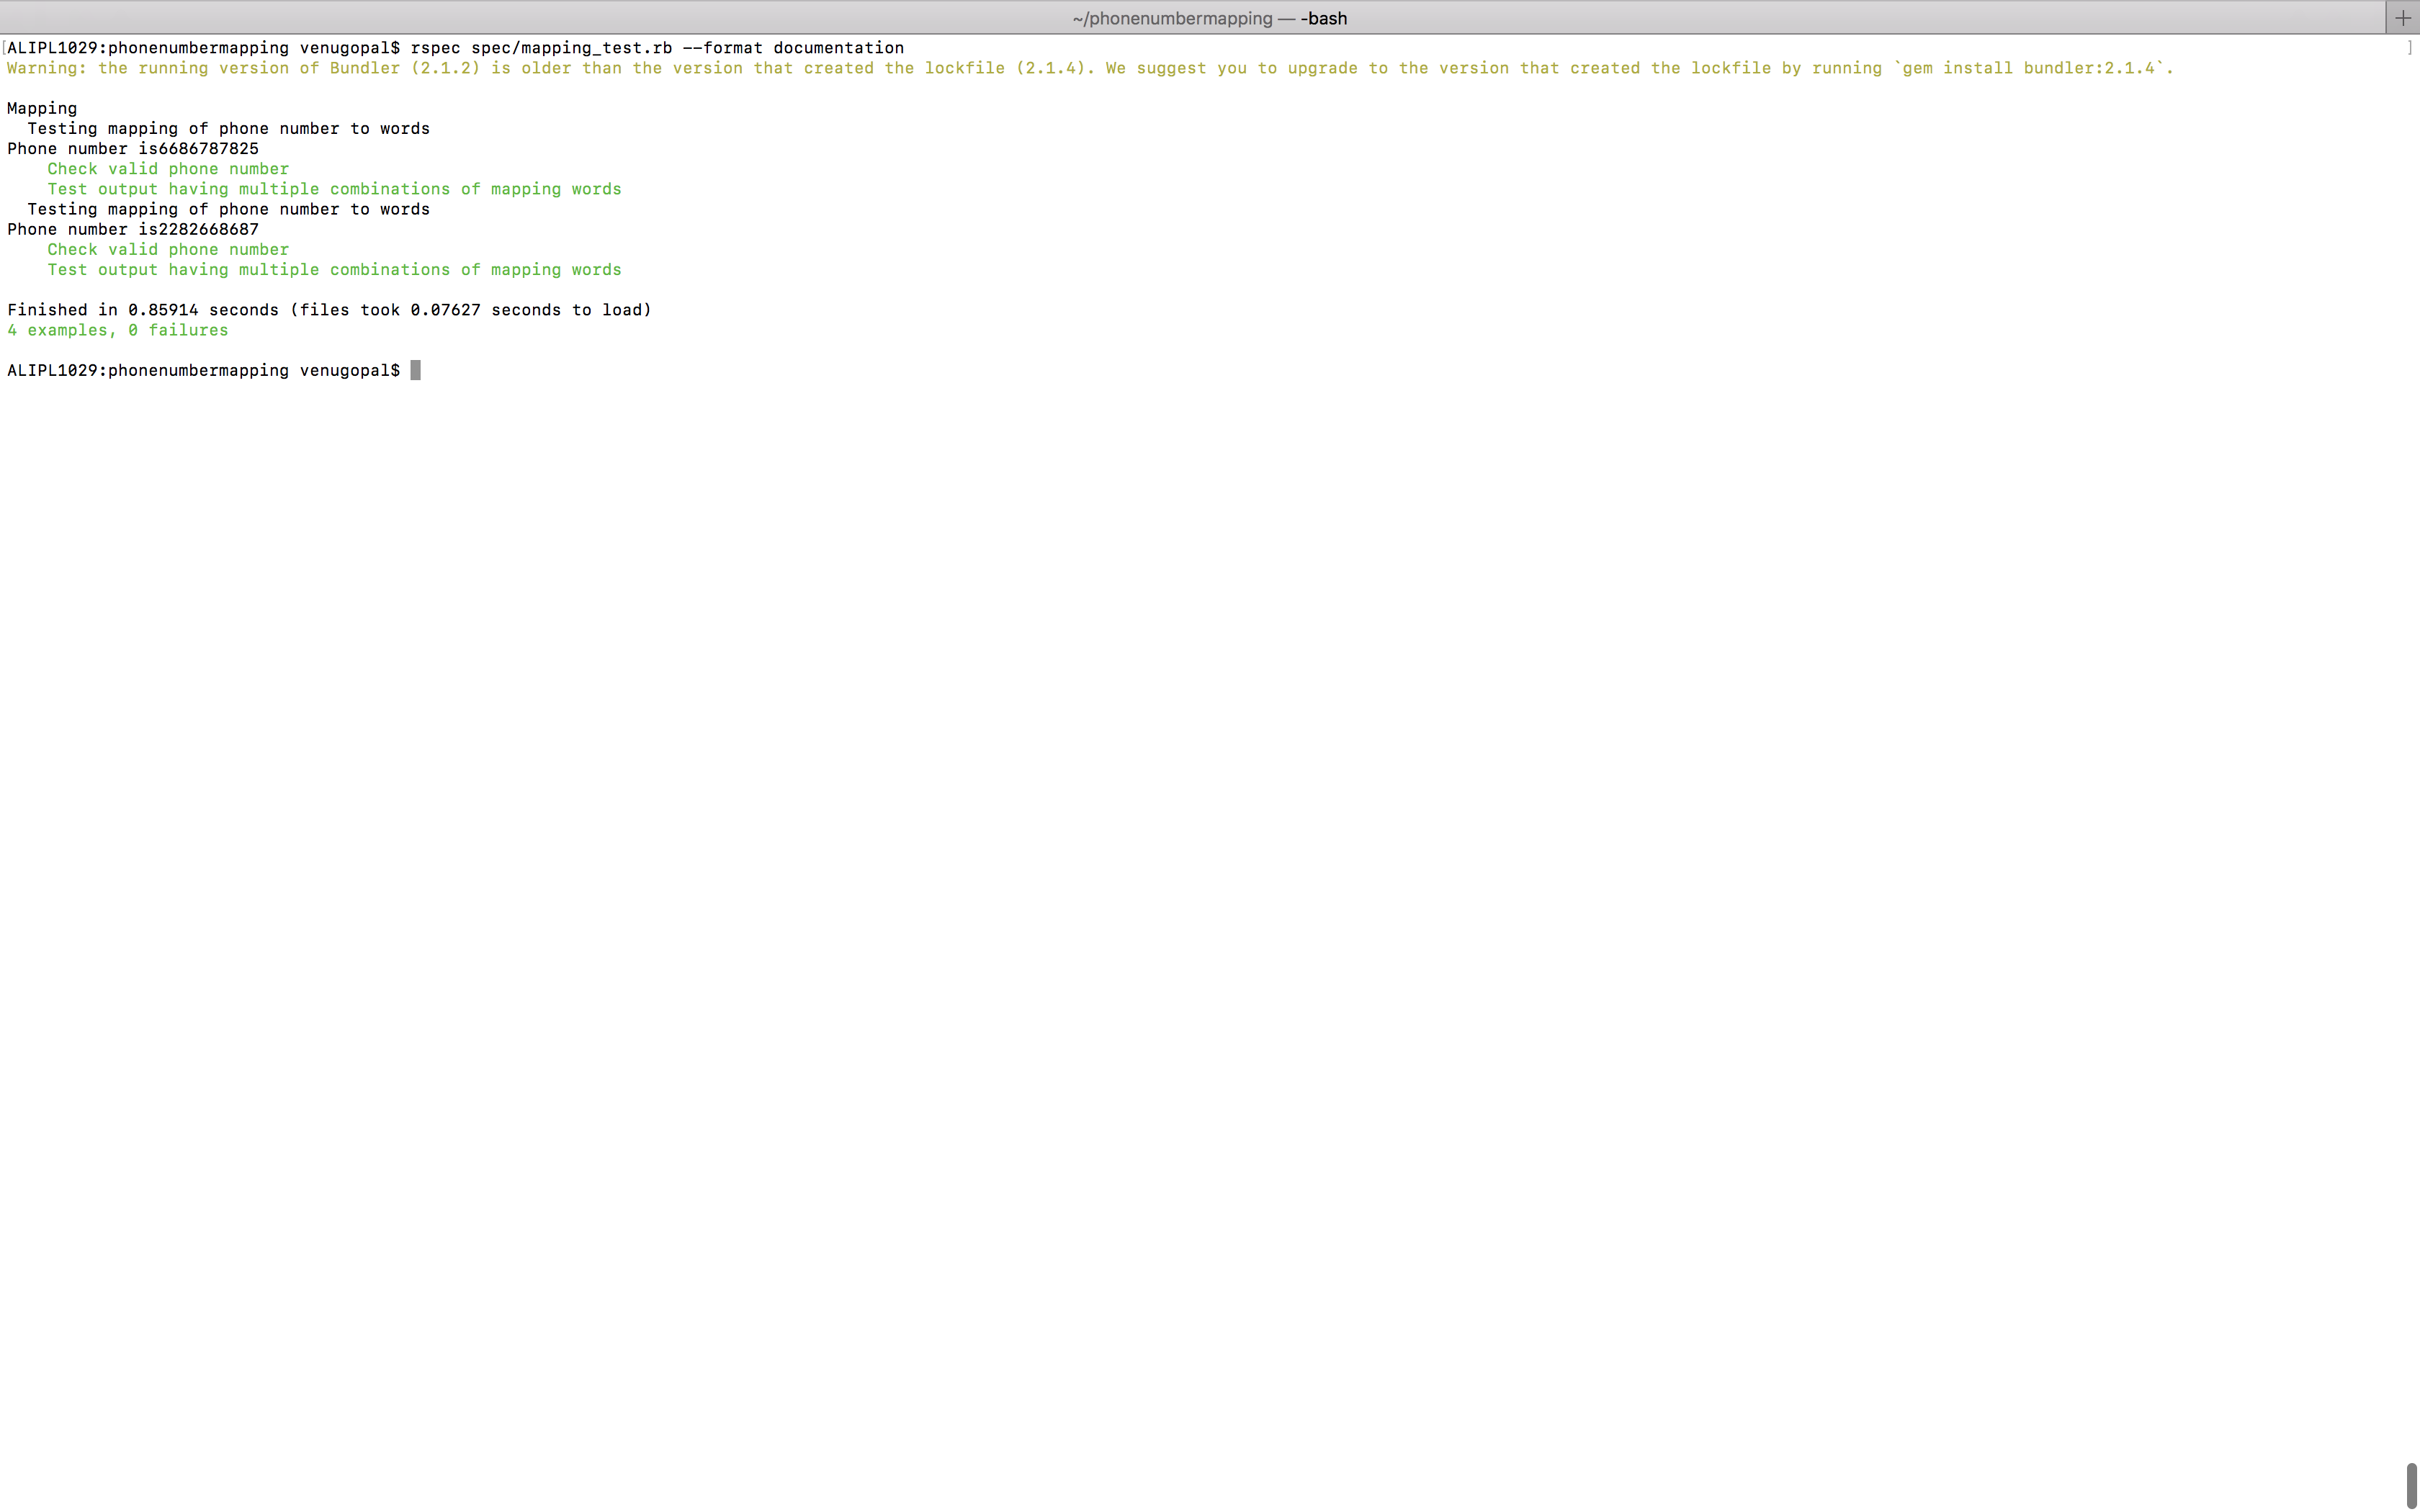 ~/phonenumbermapping — -bash
ALIPL1029:phonenumbermapping venugopal$ rspec spec/mapping_test.rb --format documentation
Warning: the running version of Bundler (2.1.2) is older than the version that created the lockfile (2.1.4). We suggest you to upgrade to the version that created the lockfile by running `gem install bundler:2.1.4`.
Mapping
  Testing mapping of phone number to words
Phone number is6686787825
    Check valid phone number
    Test output having multiple combinations of mapping words
  Testing mapping of phone number to words
Phone number is2282668687
    Check valid phone number
    Test output having multiple combinations of mapping words
Finished in 0.85914 seconds (files took 0.07627 seconds to load)
4 examples, 0 failures
ALIPL1029:phonenumbermapping venugopal$